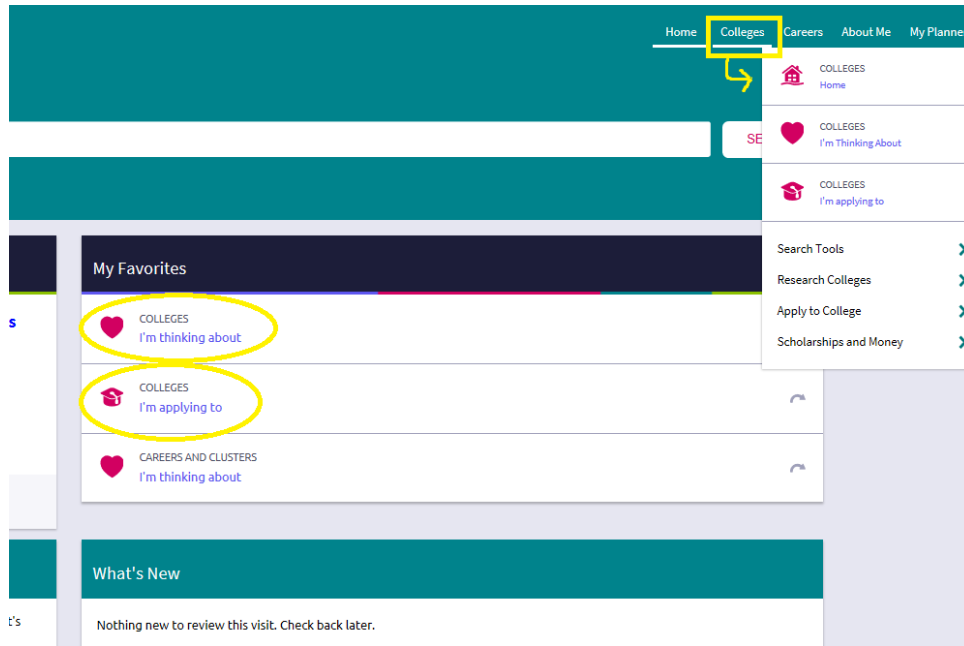 Home Colleges Careers About Me My Planne
COLLEGES
Home
COLLEGES
I'm Thinking About
SE
COLLEGES
I'm applying to
Search Tools
Research Colleges
Apply to College
Scholarships and Money
My Favorites
s
COLLEGES
I'm thinking about
COLLEGES
I'm applying to
CAREERS AND CLUSTERS
I'm thinking about
What's New
t's
Nothing new to review this visit. Check back later.